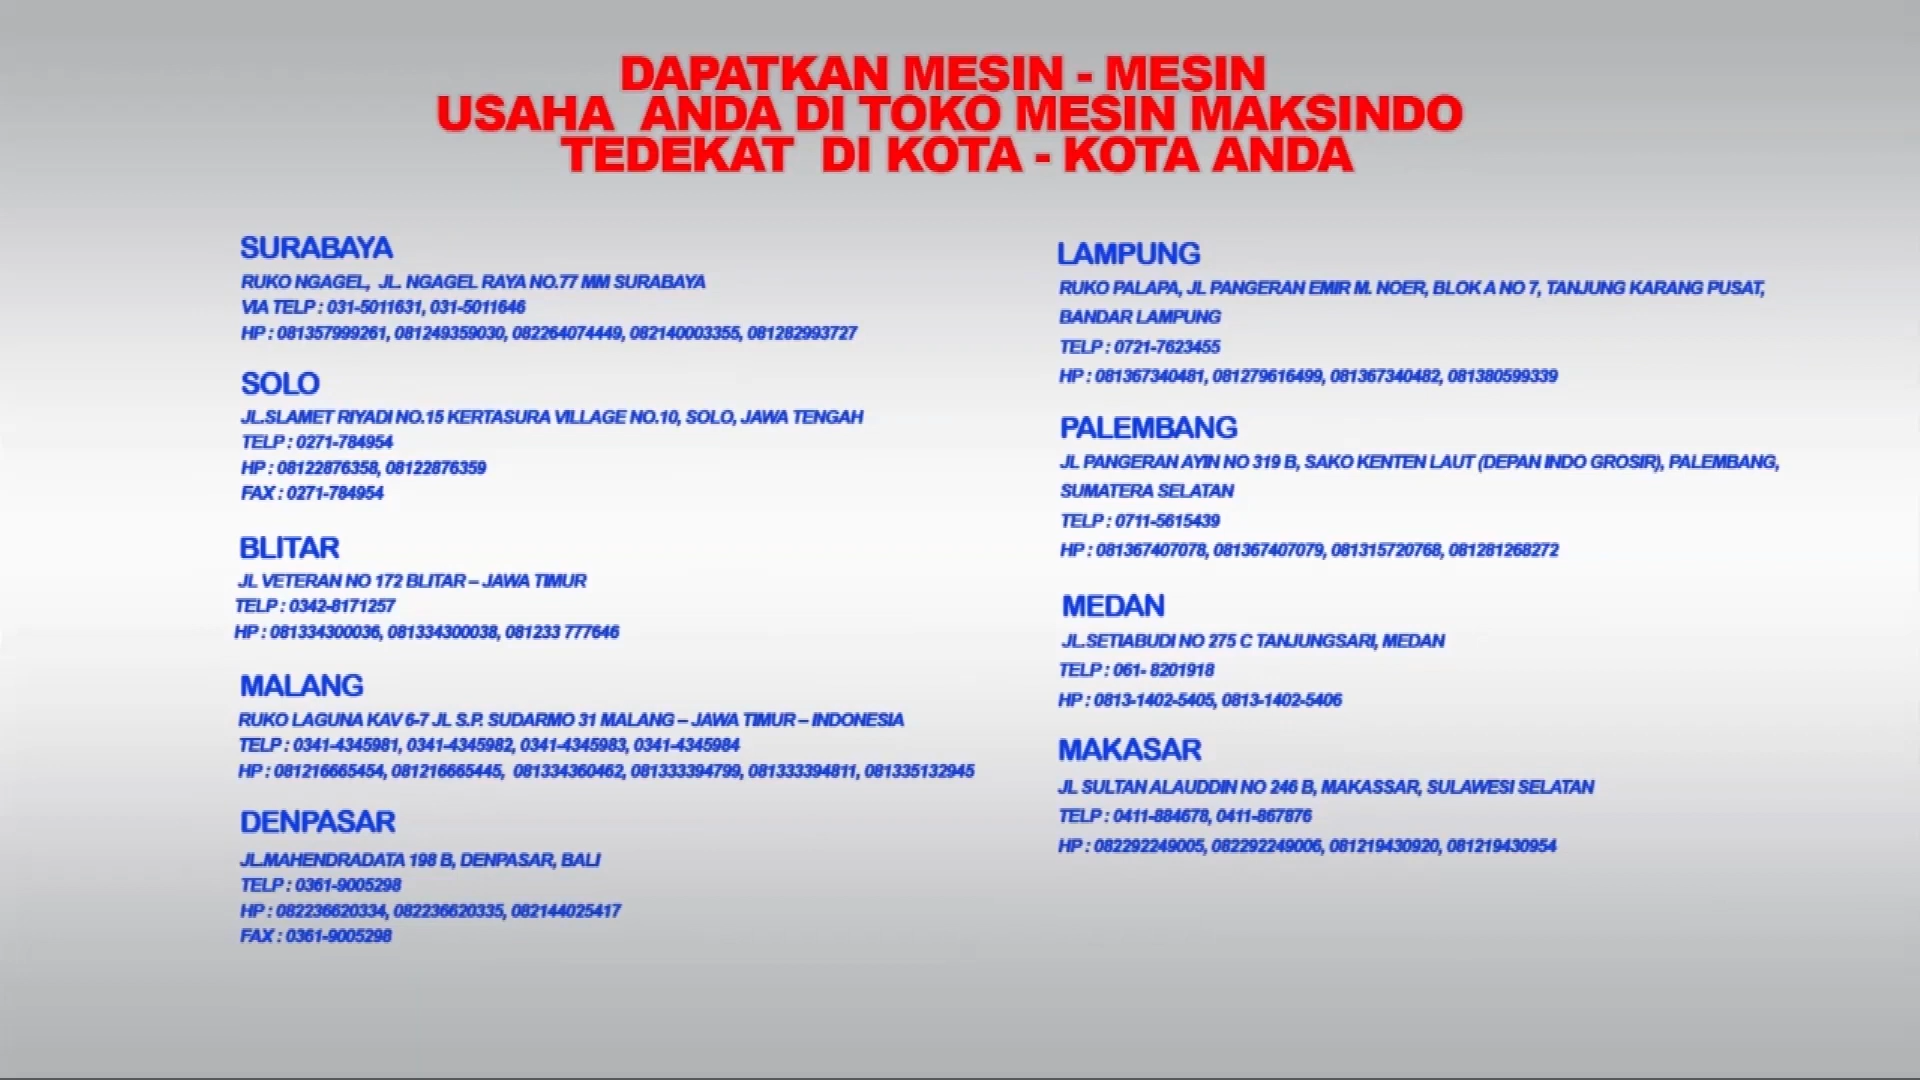 DAPATKAN MESIN - MESIN
USAHA ANDA DI TOKO MESIN MAKSINDO
TEDEKAT DI KOTA - KOTA ANDA
SURABAYA
RUKO NGAGEL, JL. NGAGEL RAYA NO.77 MM SURABAYA
VIA TELP : 031-5011631, 031-5011646
HP : 081357999261, 081249359030, 082264074449, 082140003355, 081282993727
SOLO
JL.SLAMET RIYADI NO.15 KERTASURA VILLAGE NO.10, SOLO, JAWA TENGAH
TELP : 0271-784954
HP : 08122876358, 08122876359
FAX : 0271-784954
BLITAR
JL VETERAN NO 172 BLITAR – JAWA TIMUR
TELP : 0342-8171257
HP : 081334300036, 081334300038, 081233 777646
MALANG
RUKO LAGUNA KAV 6-7 JL S.P. SUDARMO 31 MALANG – JAWA TIMUR – INDONESIA
TELP : 0341-4345981, 0341-4345982, 0341-4345983, 0341-4345984
HP : 081216665454, 081216665445, 081334360462, 081333394799, 081333394811, 081335132945
DENPASAR
JL.MAHENDRADATA 198 B, DENPASAR, BALI
TELP : 0361-9005298
HP : 082236620334, 082236620335, 082144025417
FAX : 0361-9005298
LAMPUNG
RUKO PALAPA, JL PANGERAN EMIR M. NOER, BLOK A NO 7, TANJUNG KARANG PUSAT,
BANDAR LAMPUNG
TELP : 0721-7623455
HP : 081367340481, 081279616499, 081367340482, 081380599339
PALEMBANG
JL PANGERAN AYIN NO 319 B, SAKO KENTEN LAUT (DEPAN INDO GROSIR), PALEMBANG,
SUMATERA SELATAN
TELP : 0711-5615439
HP : 081367407078, 081367407079, 081315720768, 081281268272
MEDAN
JL.SETIABUDI NO 275 C TANJUNGSARI, MEDAN
TELP : 061- 8201918
HP : 0813-1402-5405, 0813-1402-5406
MAKASAR
JL SULTAN ALAUDDIN NO 246 B, MAKASSAR, SULAWESI SELATAN
TELP : 0411-884678, 0411-867876
HP : 082292249005, 082292249006, 081219430920, 081219430954